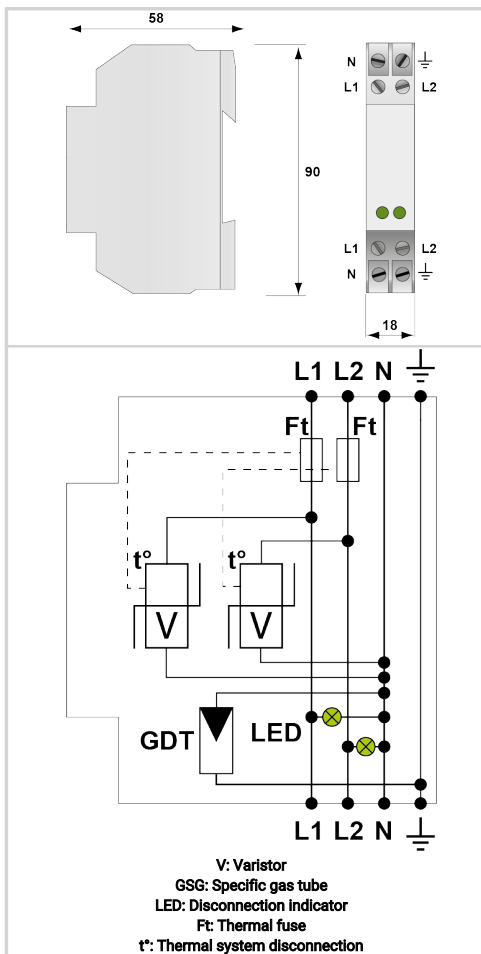 58
N
L1 L2
90
L1 L2
N
18
L1 L2 N
Ft Ft
t° t°
V V
GDT LED
L1 L2 N
V: Varistor
GSG: Specific gas tube
LED: Disconnection indicator
Ft: Thermal fuse
t°: Thermal system disconnection